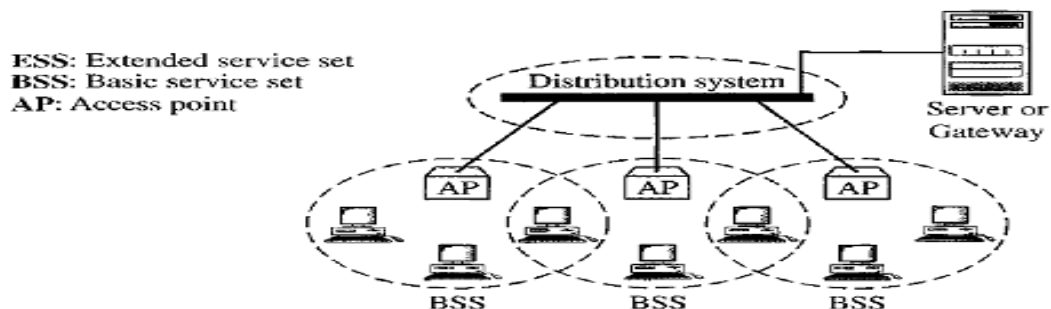 ESS: Extended service set
BSS: Basic service set
AP: Access point
Distribution system
Server or
Gateway
AP
AP
AP
BSS
BSS
BSS